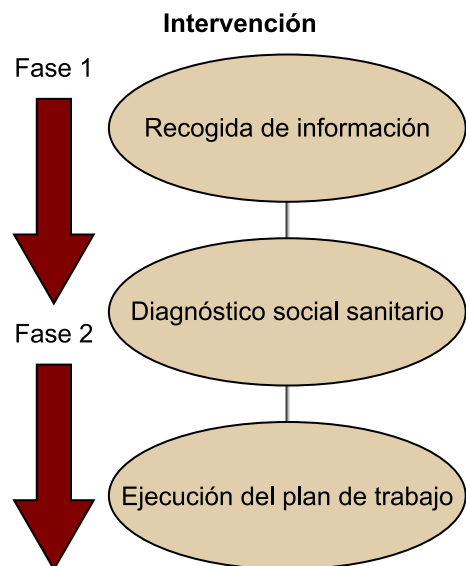 Intervención
Fase 1
Recogida de información
Diagnóstico social sanitario
Fase 2
Ejecución del plan de trabajo